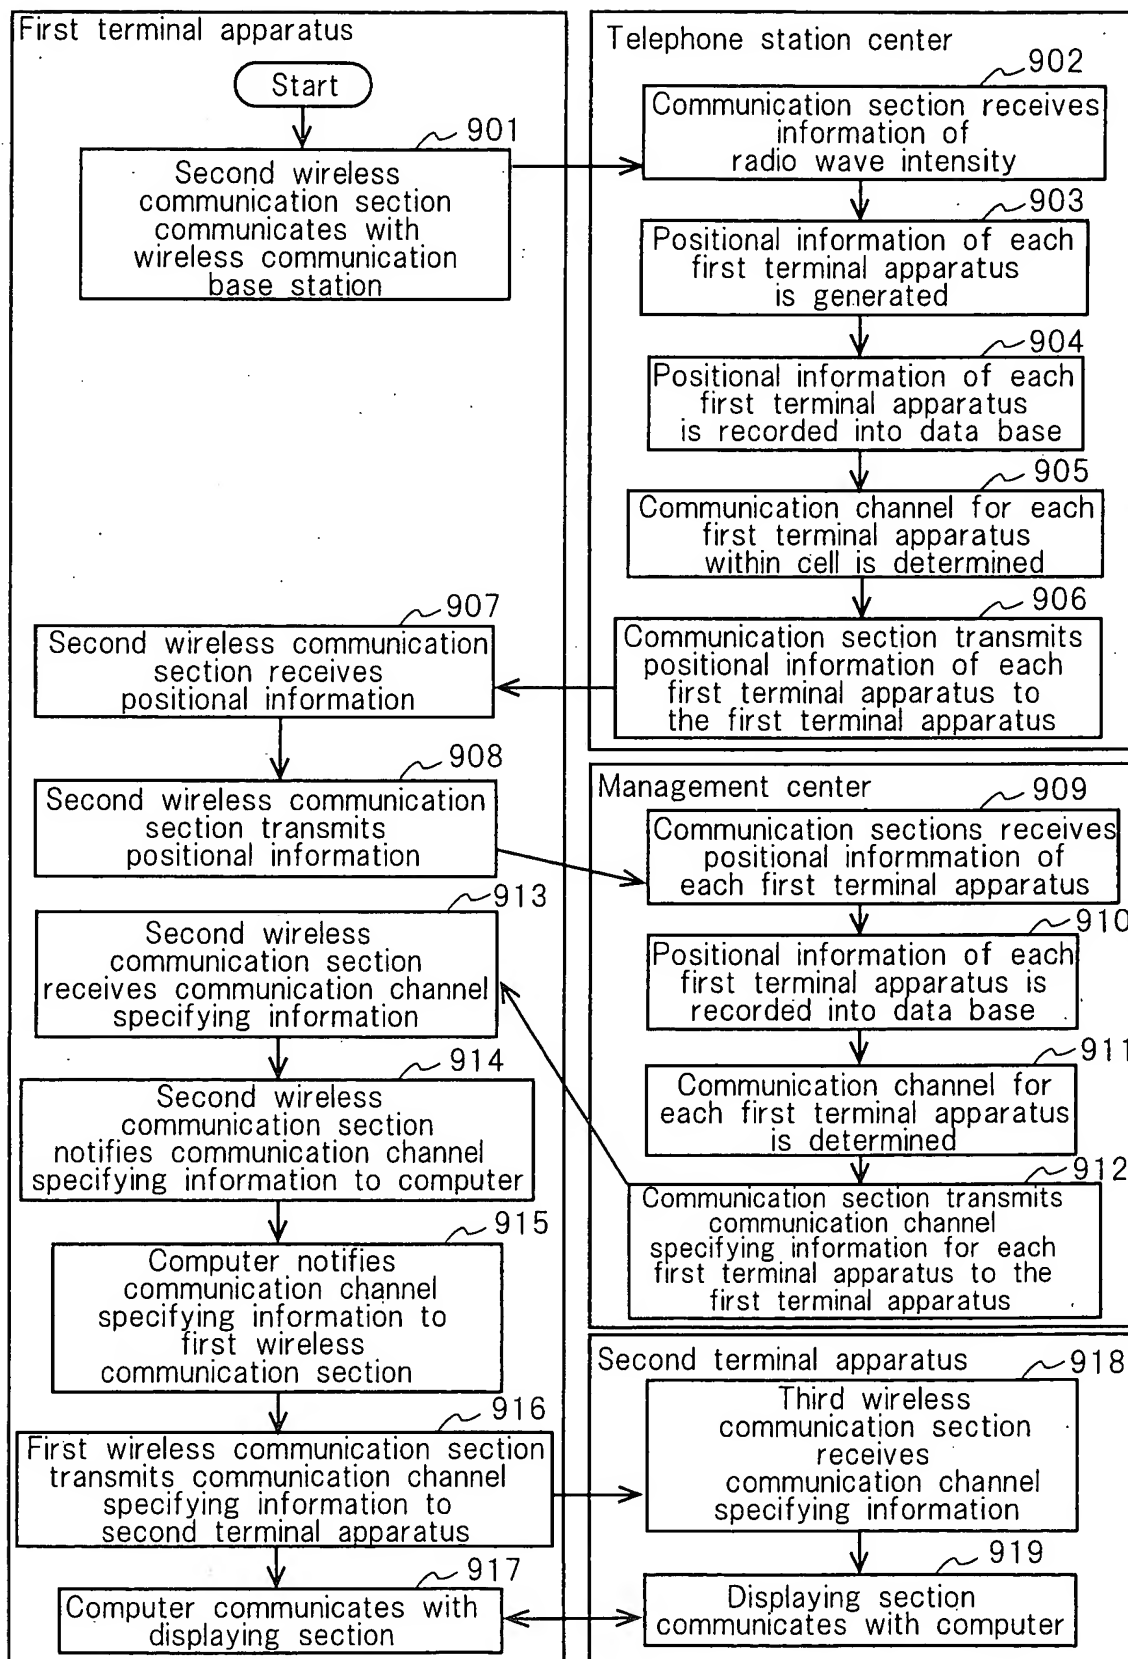 First terminal apparatus
Start
901
Second wireless
communication section
communicates with
wireless communication
base station
Telephone station center
902
Communication section receives
information of
radio wave intensity
903
Positional information of each
first terminal apparatus
is generated
904
Positional information of each
first terminal apparatus
is recorded into data base
905
Communication channel for each
first terminal apparatus
within cell is determined
906
Communication section transmits
positional information of each
first terminal apparatus to
the first terminal apparatus
907
Second wireless communication
section receives
positional information
908
Second wireless communication
section transmits
positional information
Management center
909
Communication sections receives
positional informmation of
each first terminal apparatus
910
Positional information of each
first terminal apparatus is
recorded into data base
911
Communication channel for
each first terminal apparatus
is determined
912
Communication section transmits
communication channel
specifying information for each
first terminal apparatus to the
first terminal apparatus
913
Second wireless
communication section
receives communication channel
specifying information
914
Second wireless
communication section
notifies communication channel
specifying information to computer
915
Computer notifies
communication channel
specifying information to
first wireless
communication section
916
First wireless communication section
transmits communication channel
specifying information to
second terminal apparatus
917
Computer communicates with
displaying section
Second terminal apparatus
918
Third wireless
communication section
receives
communication channel
specifying information
919
Displaying section
communicates with computer